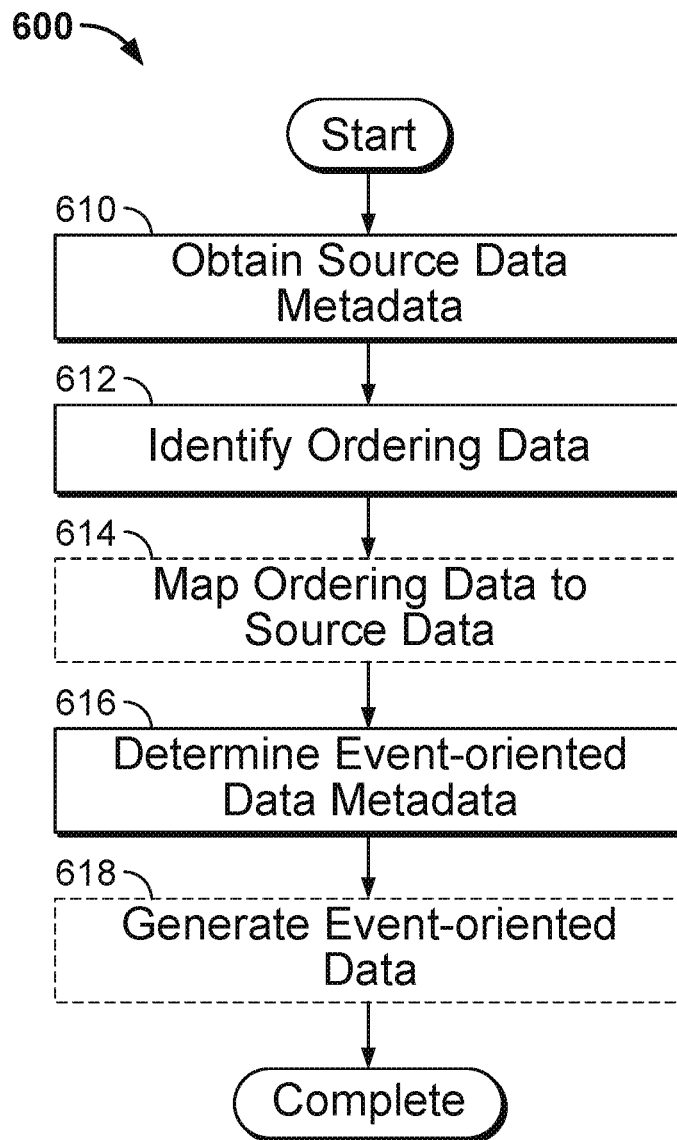 600
Start
610
Obtain Source Data
Metadata
612
Identify Ordering Data
614
Map Ordering Data to
Source Data
616
Determine Event-oriented
Data Metadata
618
Generate Event-oriented
Data
Complete